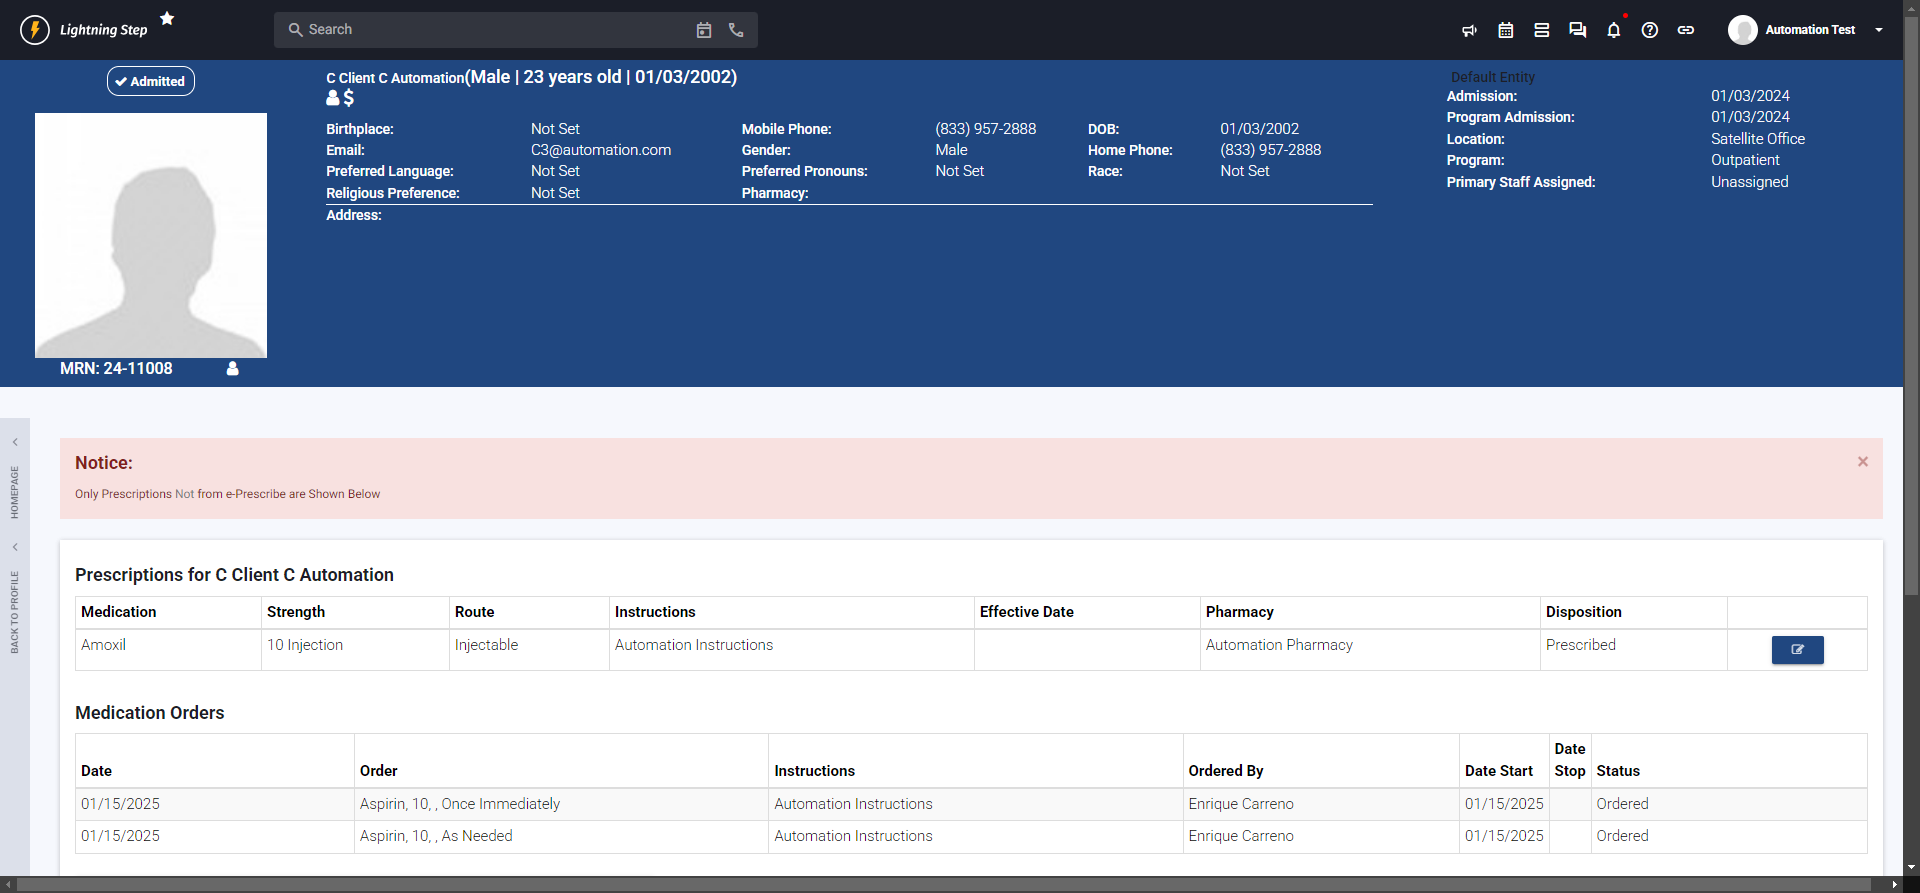 Lightning Step
Search
Automation Test
Admitted
MRN: 24-11008
C Client C Automation(Male | 23 years old | 01/03/2002)
Birthplace: Not Set Mobile Phone: (833) 957-2888 DOB: 01/03/2002
Email: C3@automation.com Gender: Male Home Phone: (833) 957-2888
Preferred Language: Not Set Preferred Pronouns: Not Set Race: Not Set
Religious Preference: Not Set Pharmacy:
Address:
Default Entity
Admission: 01/03/2024
Program Admission: 01/03/2024
Location: Satellite Office
Program: Outpatient
Primary Staff Assigned: Unassigned
HOMEPAGE
BACK TO PROFILE
Notice:
×
Only Prescriptions Not from e-Prescribe are Shown Below
Prescriptions for C Client C Automation
Medication Strength Route Instructions Effective Date Pharmacy Disposition
Amoxil 10 Injection Injectable Automation Instructions Automation Pharmacy Prescribed
Medication Orders
Date Order Instructions Ordered By Date Start Date Stop Status
01/15/2025 Aspirin, 10, , Once Immediately Automation Instructions Enrique Carreno 01/15/2025 Ordered
01/15/2025 Aspirin, 10, , As Needed Automation Instructions Enrique Carreno 01/15/2025 Ordered